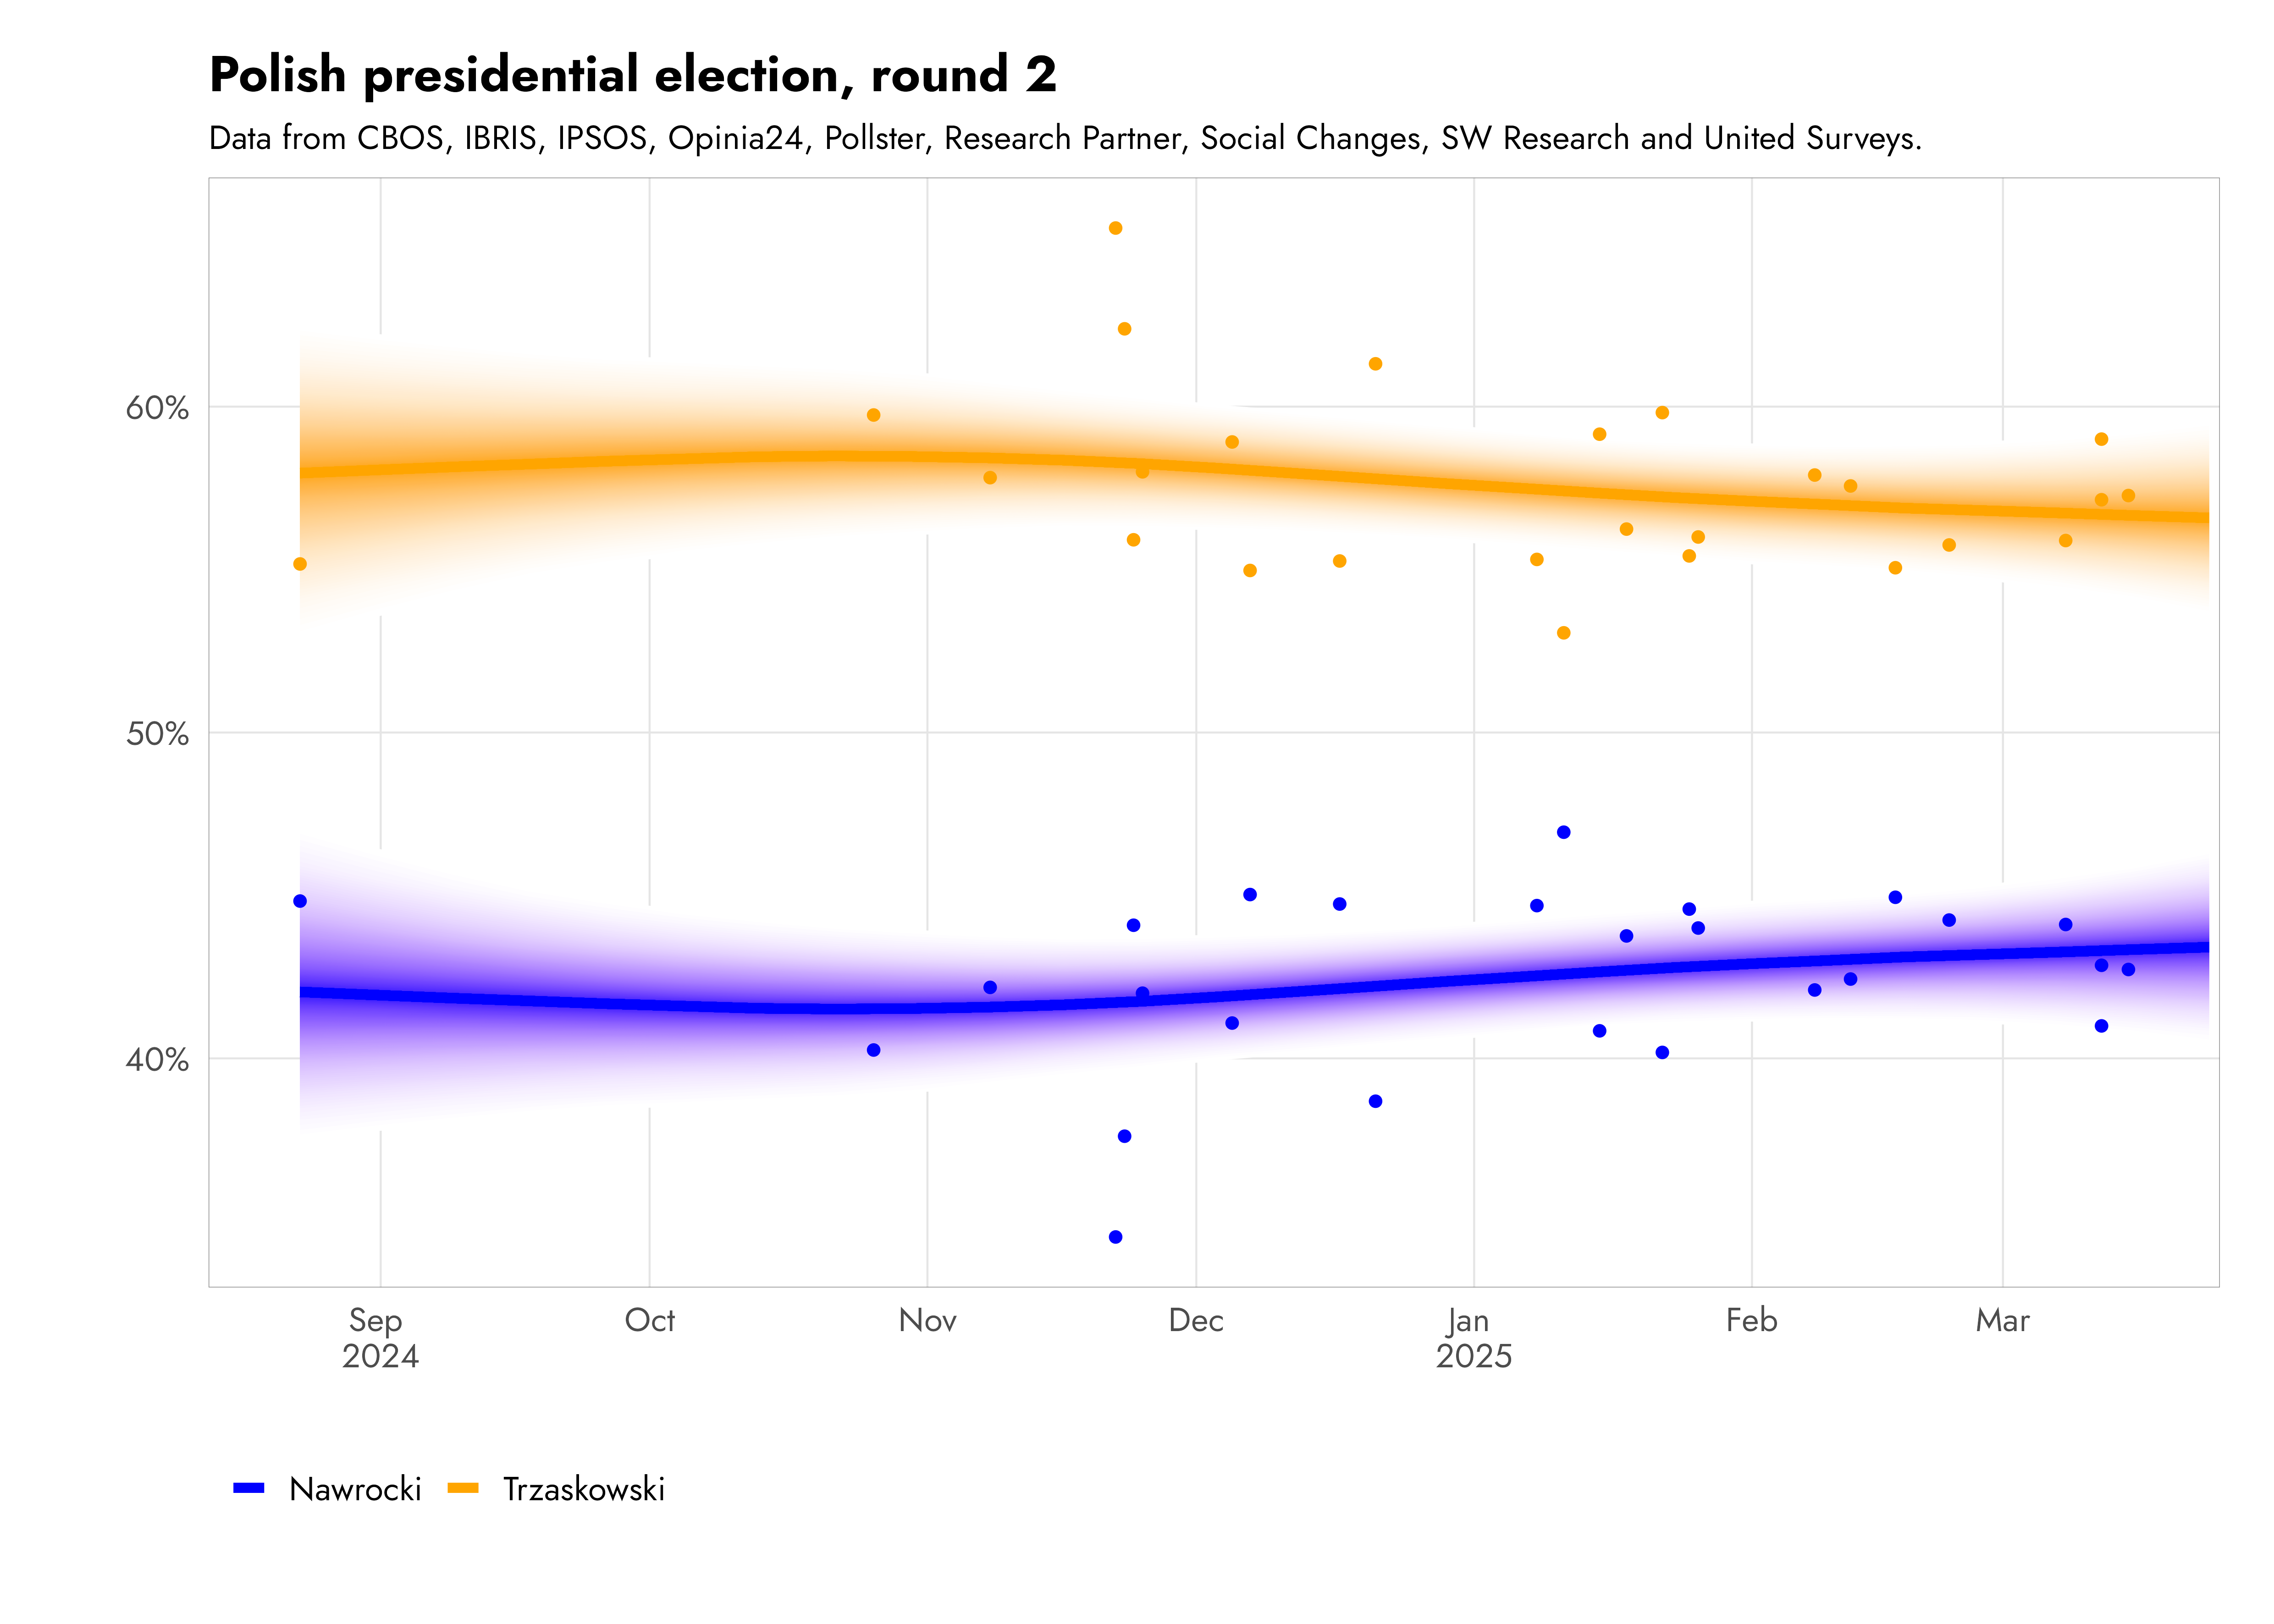 Polish presidential election, round 2
Data from CBOS, IBRIS, IPSOS, Opinia24, Pollster, Research Partner, Social Changes, SW Research and United Surveys.
60%
50%
40%
Sep Oct Nov Dec Jan Feb Mar
2024 2025
Nawrocki Trzaskowski